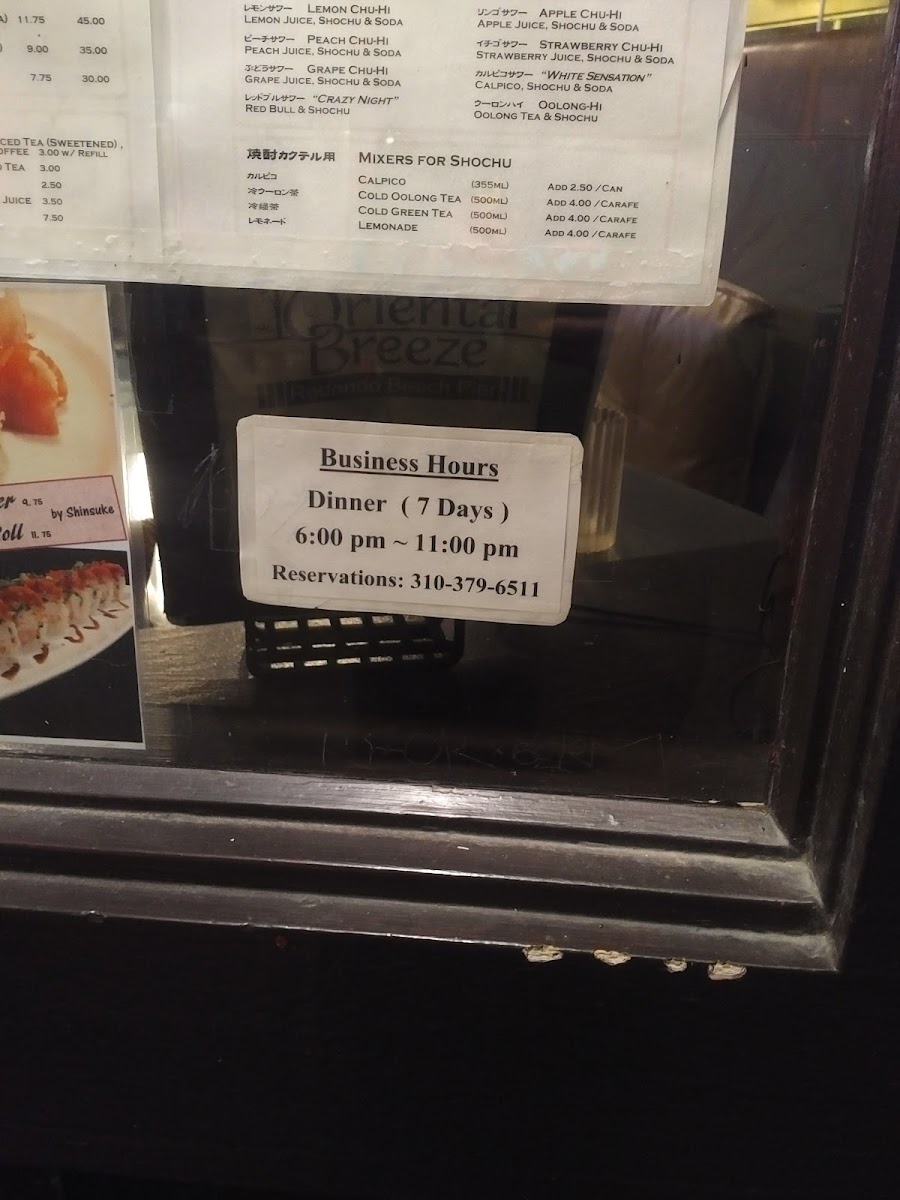 A) 11.75 45.00
) 9.00 35.00
7.75 30.00
ICED TEA (SWEETENED),
OFFEE 3.00 W/ REFILL
TEA 3.00
2.50
JUICE 3.50
7.50
レモンサワー LEMON CHU-HI
LEMON JUICE, SHOCHU & SODA
ピーチサワー PEACH CHU-HI
PEACH JUICE, SHOCHU & SODA
ぶどうサワー GRAPE CHU-HI
GRAPE JUICE, SHOCHU & SODA
レッドブルサワー "CRAZY NIGHT"
RED BULL & SHOCHU
リンゴサワー APPLE CHU-HI
APPLE JUICE, SHOCHU & SODA
イチゴサワー STRAWBERRY CHU-HI
STRAWBERRY JUICE, SHOCHU & SODA
カルピコサワー "WHITE SENSATION"
CALPICO, SHOCHU & SODA
ウーロンハイ OOLONG-HI
OOLONG TEA & SHOCHU
焼酎カクテル用 MIXERS FOR SHOCHU
カルピコ CALPICO (355ML) ADD 2.50 /CAN
冷ウーロン茶 COLD OOLONG TEA (500ML) ADD 4.00 /CARAFE
冷緑茶 COLD GREEN TEA (500ML) ADD 4.00 /CARAFE
レモネード LEMONADE (500ML) ADD 4.00 /CARAFE
Oriental
Breeze
Redondo Beach Pier
Business Hours
Dinner ( 7 Days )
6:00 pm ~ 11:00 pm
Reservations: 310-379-6511
er 9.75
by Shinsuke
Roll 11.75